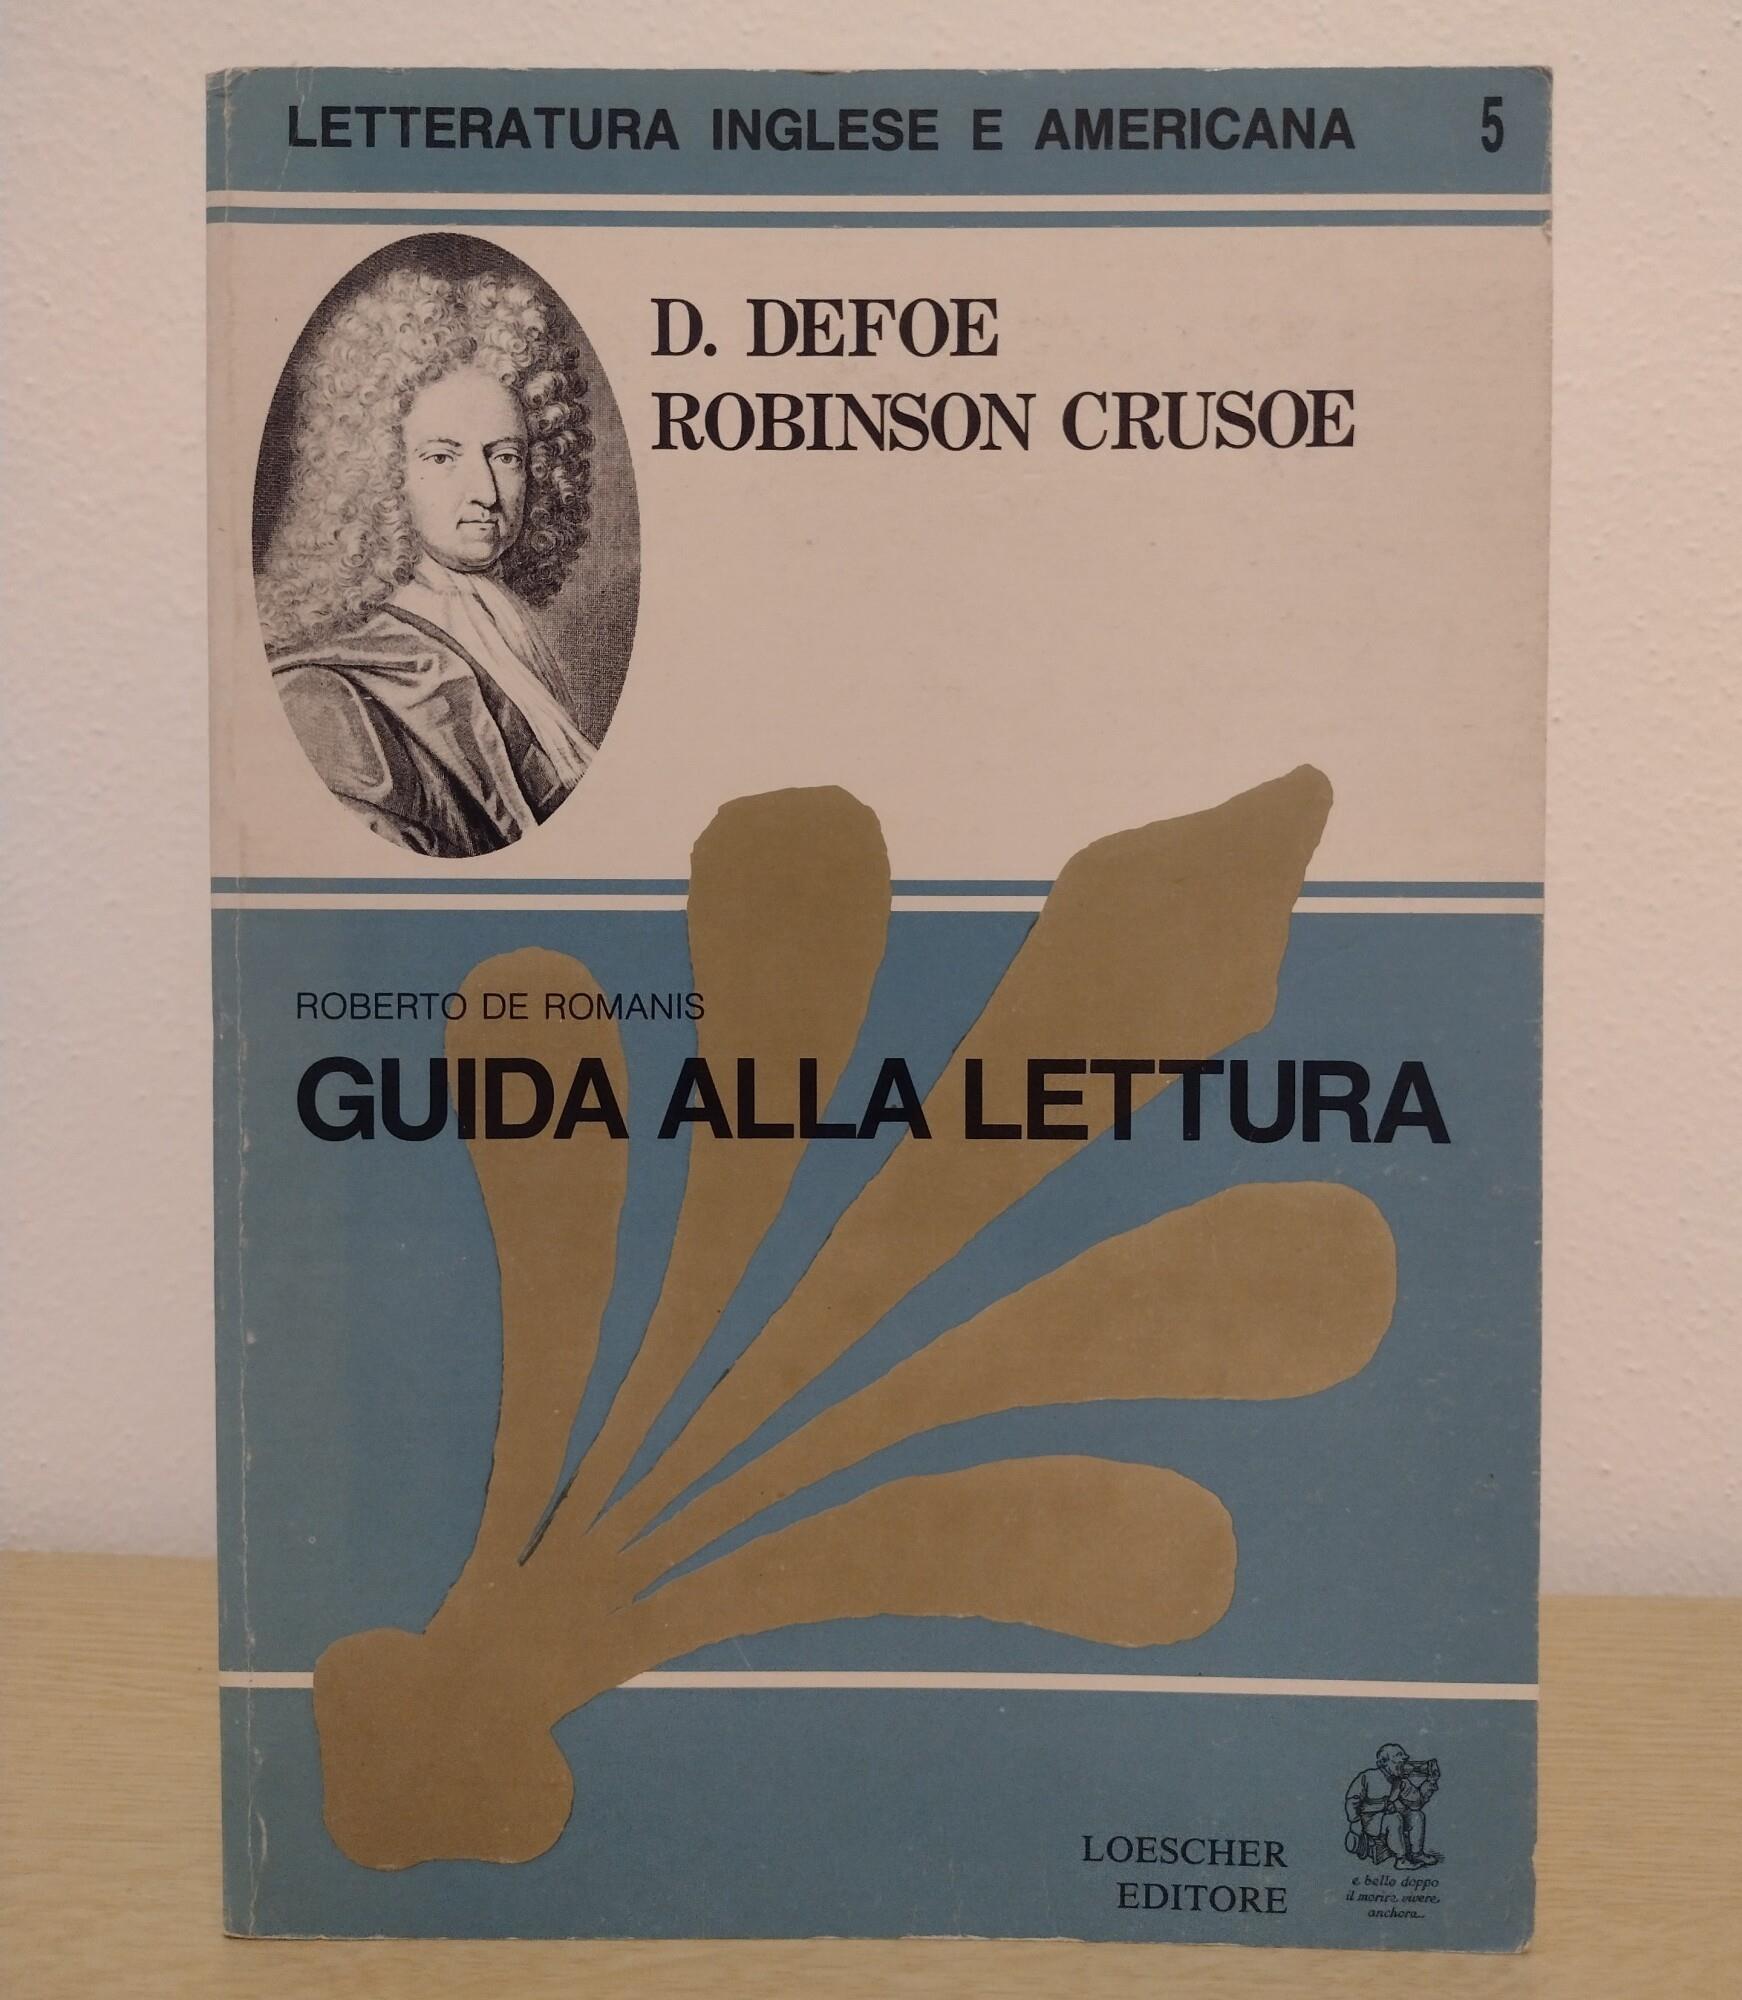 LETTERATURA INGLESE E AMERICANA 5
D. DEFOE
ROBINSON CRUSOE
ROBERTO DE ROMANIS
GUIDA ALLA LETTURA
LOESCHER
EDITORE
e bello doppo
il morire vivere
anchora